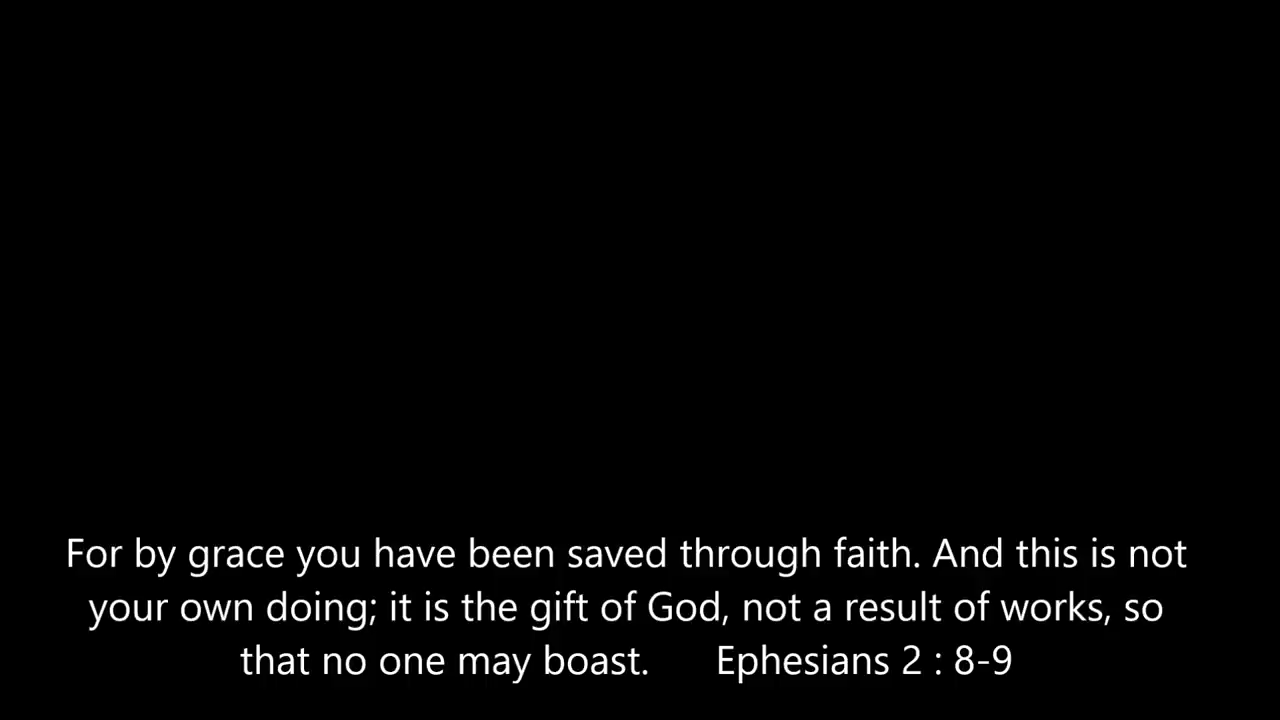 For by grace you have been saved through faith. And this is not
your own doing; it is the gift of God, not a result of works, so
that no one may boast. Ephesians 2 : 8-9